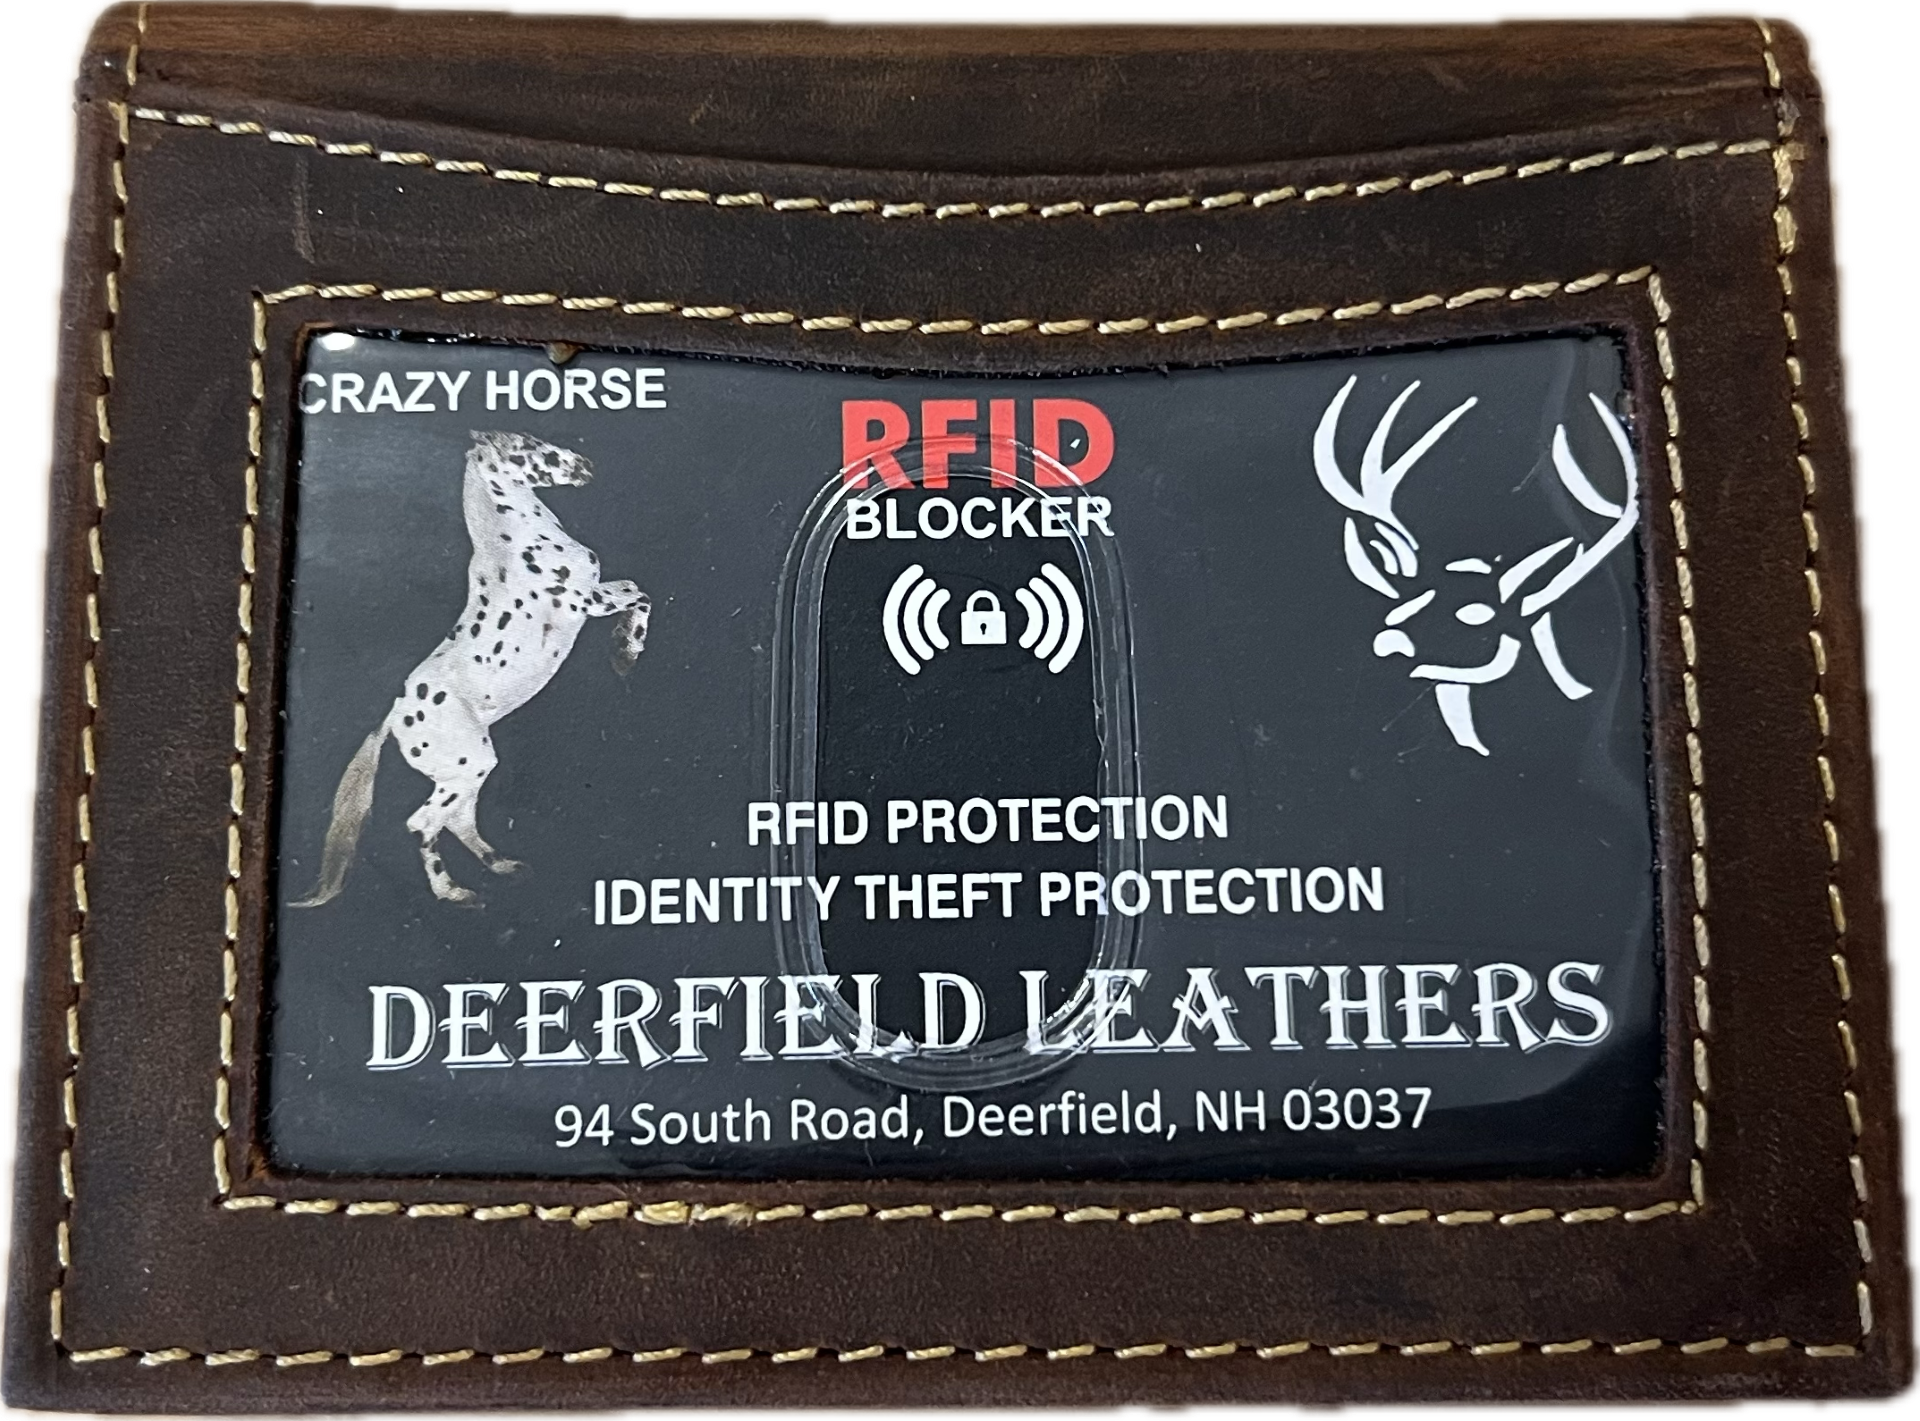 CRAZY HORSE
RFID
BLOCKER
RFID PROTECTION
IDENTITY THEFT PROTECTION
DEERFIELD LEATHERS
94 South Road, Deerfield, NH 03037